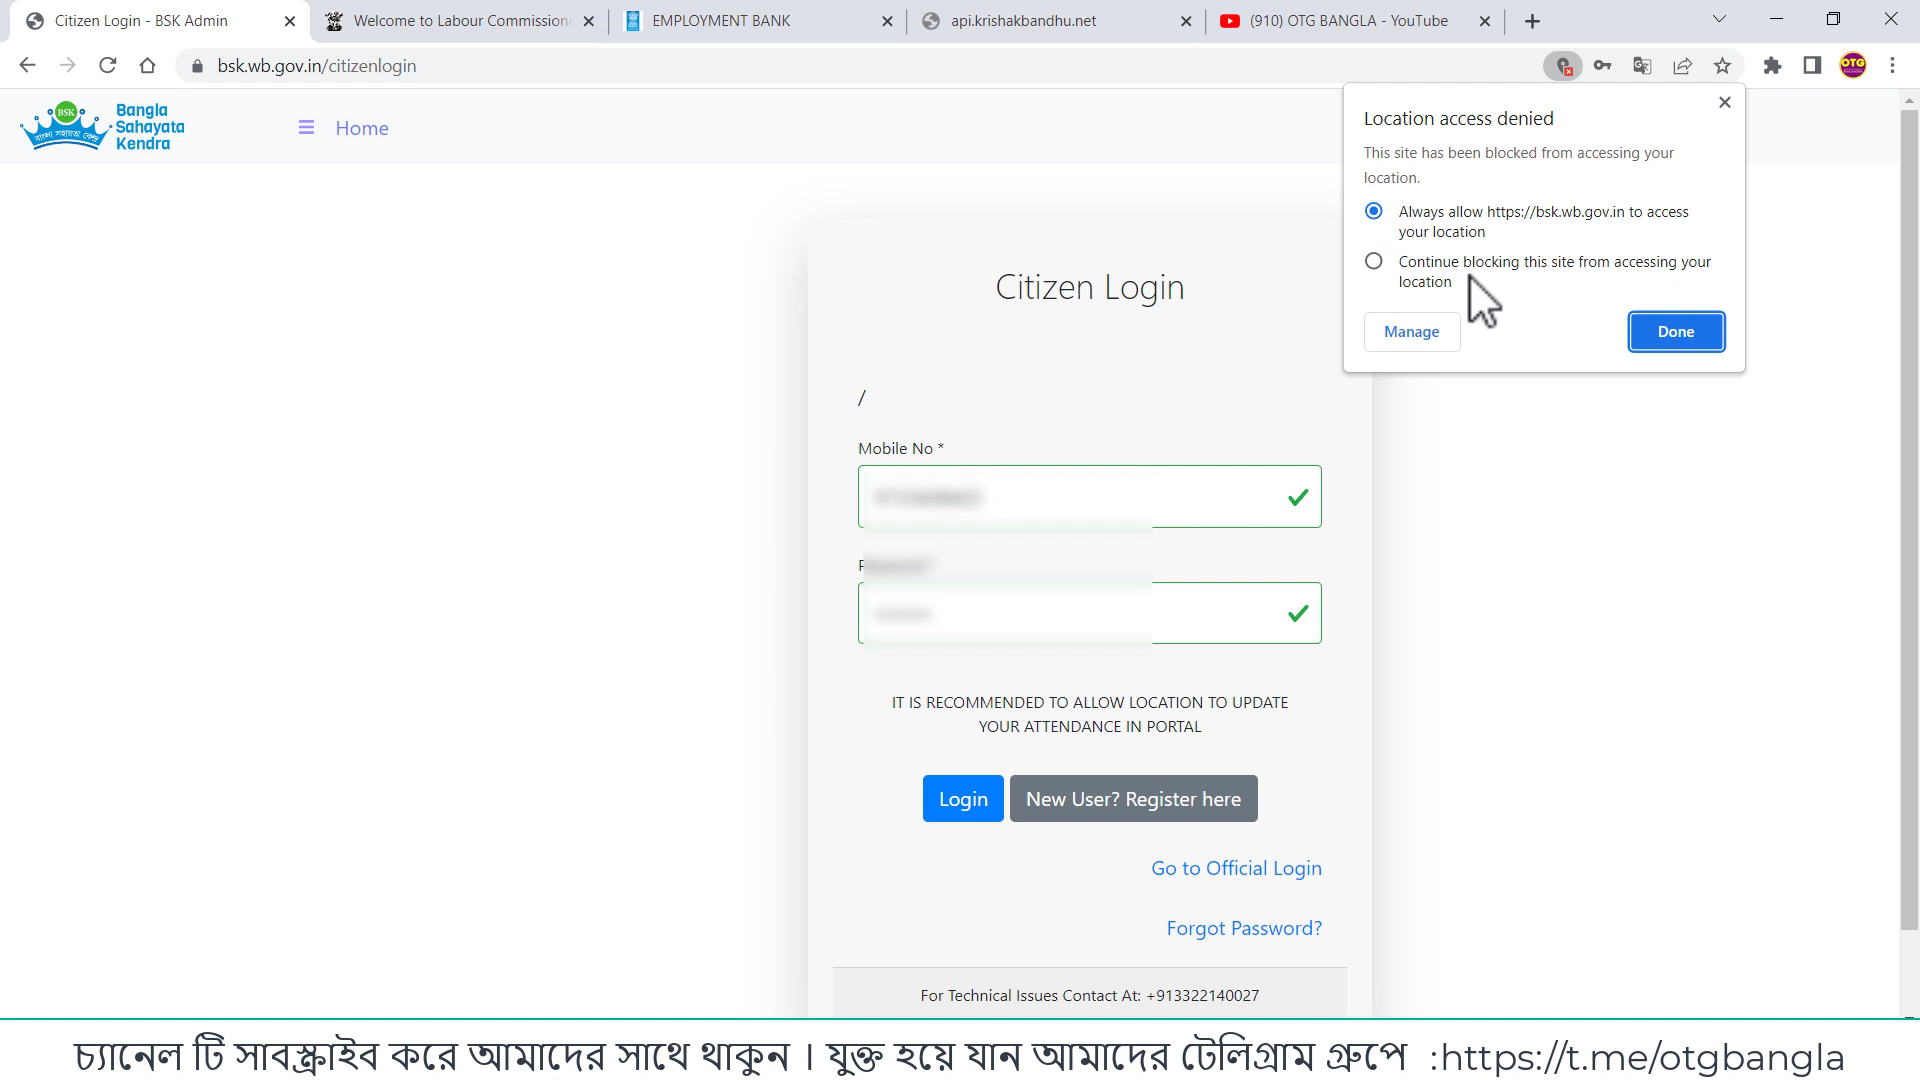 Citizen Login - BSK Admin
Welcome to Labour Commission
EMPLOYMENT BANK
api.krishakbandhu.net
(910) OTG BANGLA - YouTube
bsk.wb.gov.in/citizenlogin
OTG
BSK
বাংলা সহায়তা কেন্দ্র
Bangla
Sahayata
Kendra
Home
Location access denied
This site has been blocked from accessing your
location.
Always allow https://bsk.wb.gov.in to access
your location
Continue blocking this site from accessing your
location
Manage
Done
Citizen Login
/
Mobile No *
IT IS RECOMMENDED TO ALLOW LOCATION TO UPDATE
YOUR ATTENDANCE IN PORTAL
Login
New User? Register here
Go to Official Login
Forgot Password?
For Technical Issues Contact At: +913322140027
চ্যানেল টি সাবস্ক্রাইব করে আমাদের সাথে থাকুন । যুক্ত হয়ে যান আমাদের টেলিগ্রাম গ্রুপে :https://t.me/otgbangla